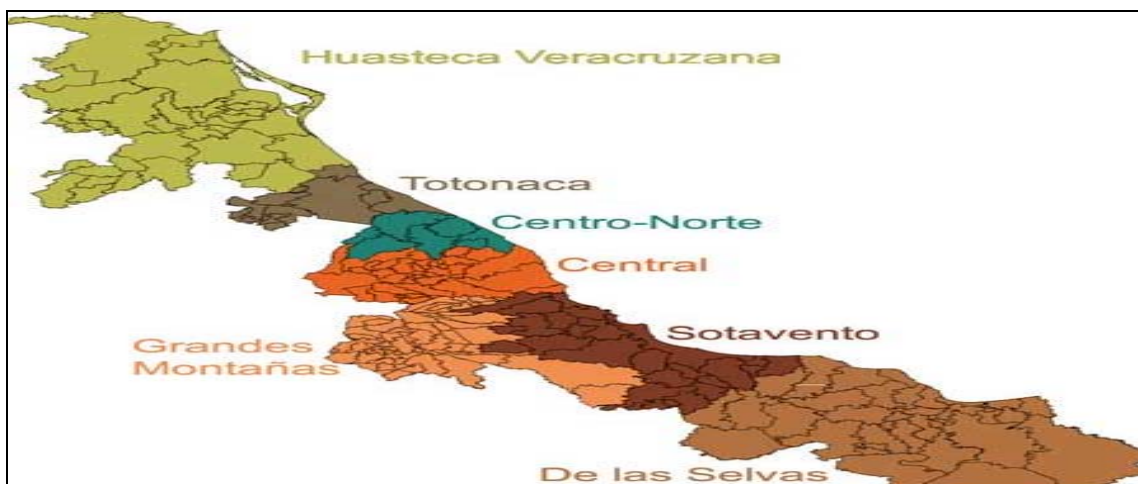 Huasteca Veracruzana
Totonaca
Centro-Norte
Central
Sotavento
Grandes
Montañas
De las Selvas